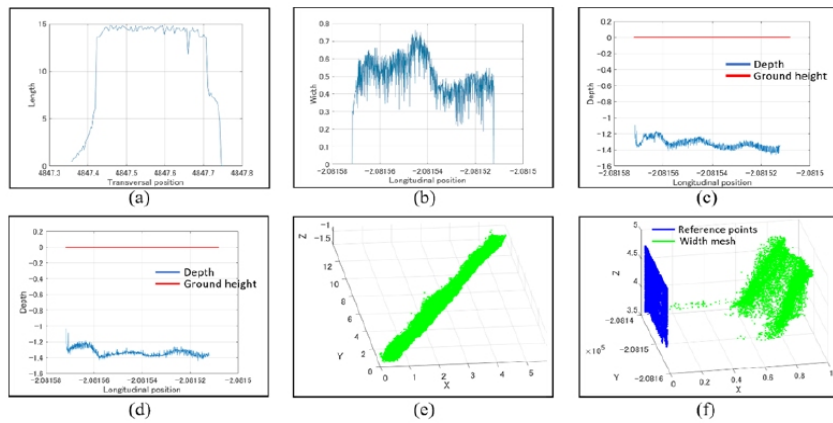 15
10
5
0
Length
4847.3 4847.4 4847.5 4847.6 4847.7 4847.8
Transversal position
(a)
0.8
0.7
0.6
0.5
0.4
0.3
0.2
0.1
0
Width
-2.08158 -2.08156 -2.08154 -2.08152 -2.0815
Longitudinal position
(b)
0.2
0
-0.2
-0.4
-0.6
-0.8
-1
-1.2
-1.4
-1.6
Depth
Depth
Ground height
-2.08158 -2.08156 -2.08154 -2.08152 -2.0815
Longitudinal position
(c)
0.2
0
-0.2
-0.4
-0.6
-0.8
-1
-1.2
-1.4
-1.6
Depth
Depth
Ground height
-2.08158 -2.08156 -2.08154 -2.08152 -2.0815
Longitudinal position
(d)
Z
-1
-1.5
12
10
8
6
4
2
0
Y
0 1 2 3 4 5
X
(e)
Reference points
Width mesh
5
4.5
4
3.5
Z
-2.0814
×10⁵
-2.0815
Y
-2.0816
0 0.2 0.4 0.6 0.8 1
X
(f)